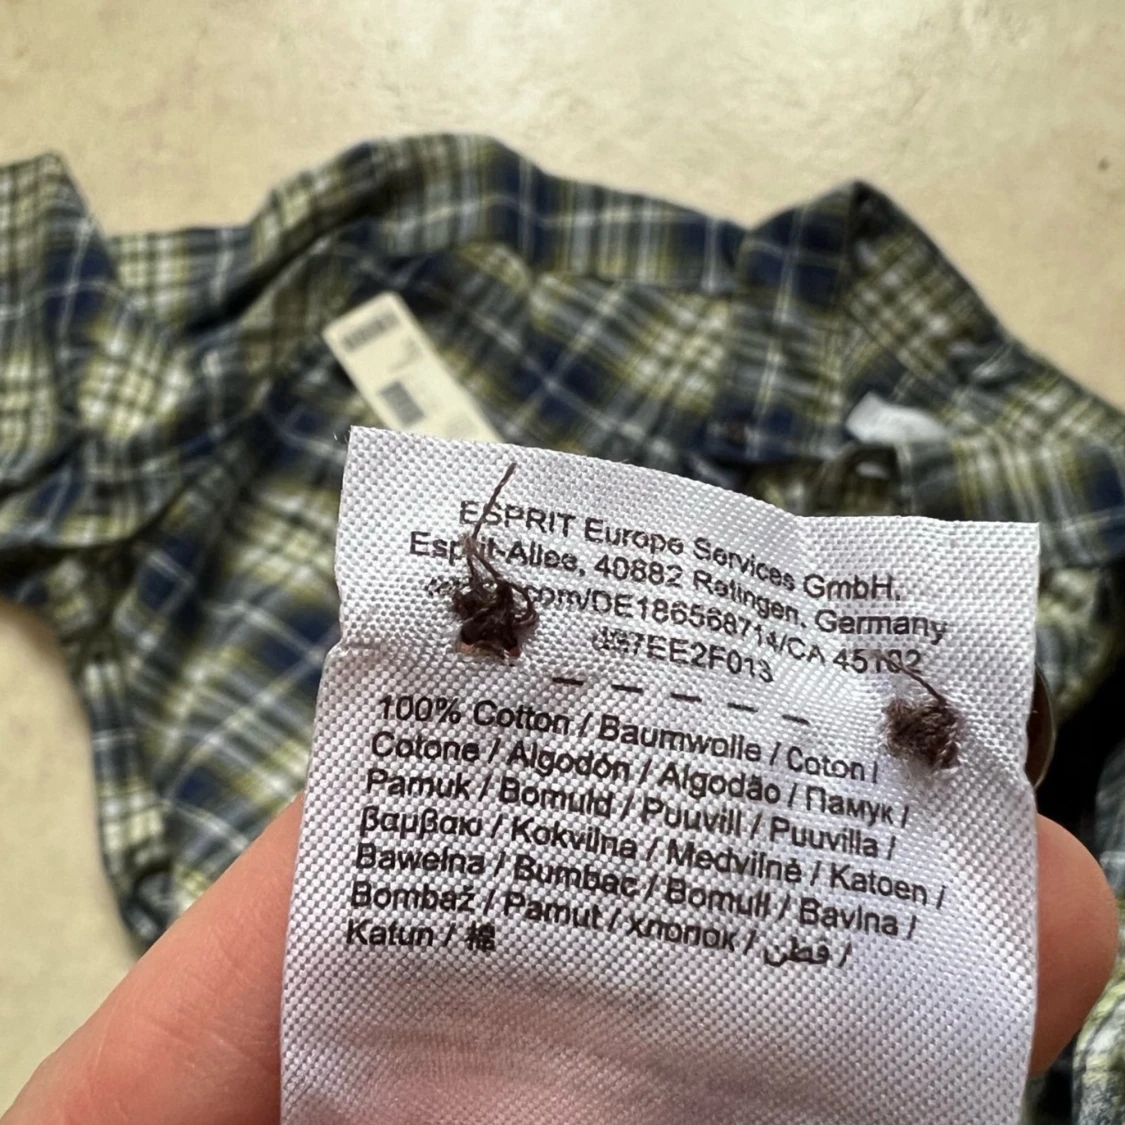 ESPRIT Europe Services GmbH,
Esprit-Allee, 40882 Ratingen, Germany
.com/DE186568714/CA 45102
EE2F013
100% Cotton / Baumwolle / Coton /
Cotone / Algodón / Algodão / Памук /
Pamuk / Bomuld / Puuvill / Puuvilla /
βαμβακι / Kokvilna / Medvilnė / Katoen /
Bawełna / Bumbac / Bomull / Bavlna /
Bombaž / Pamut / хлопок / قطن /
Katun / 棉